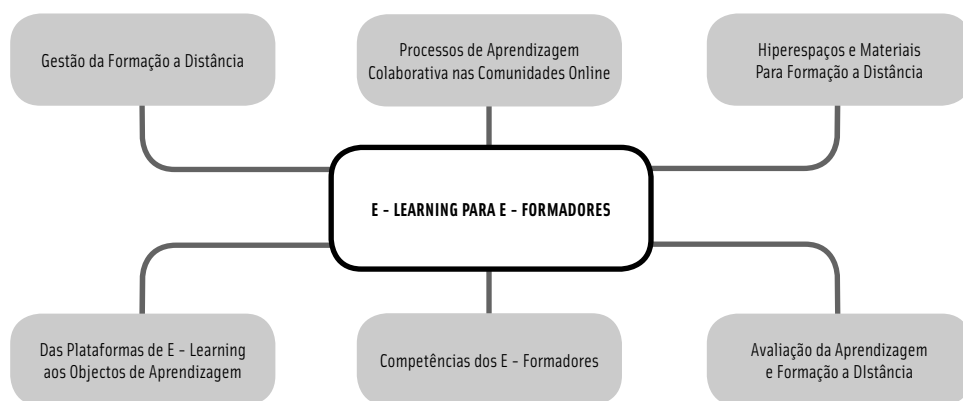 Gestão da Formação a Distância
Processos de Aprendizagem
Colaborativa nas Comunidades Online
Hiperespaços e Materiais
Para Formação a Distância
E - LEARNING PARA E - FORMADORES
Das Plataformas de E - Learning
aos Objectos de Aprendizagem
Competências dos E - Formadores
Avaliação da Aprendizagem
e Formação a DIstância